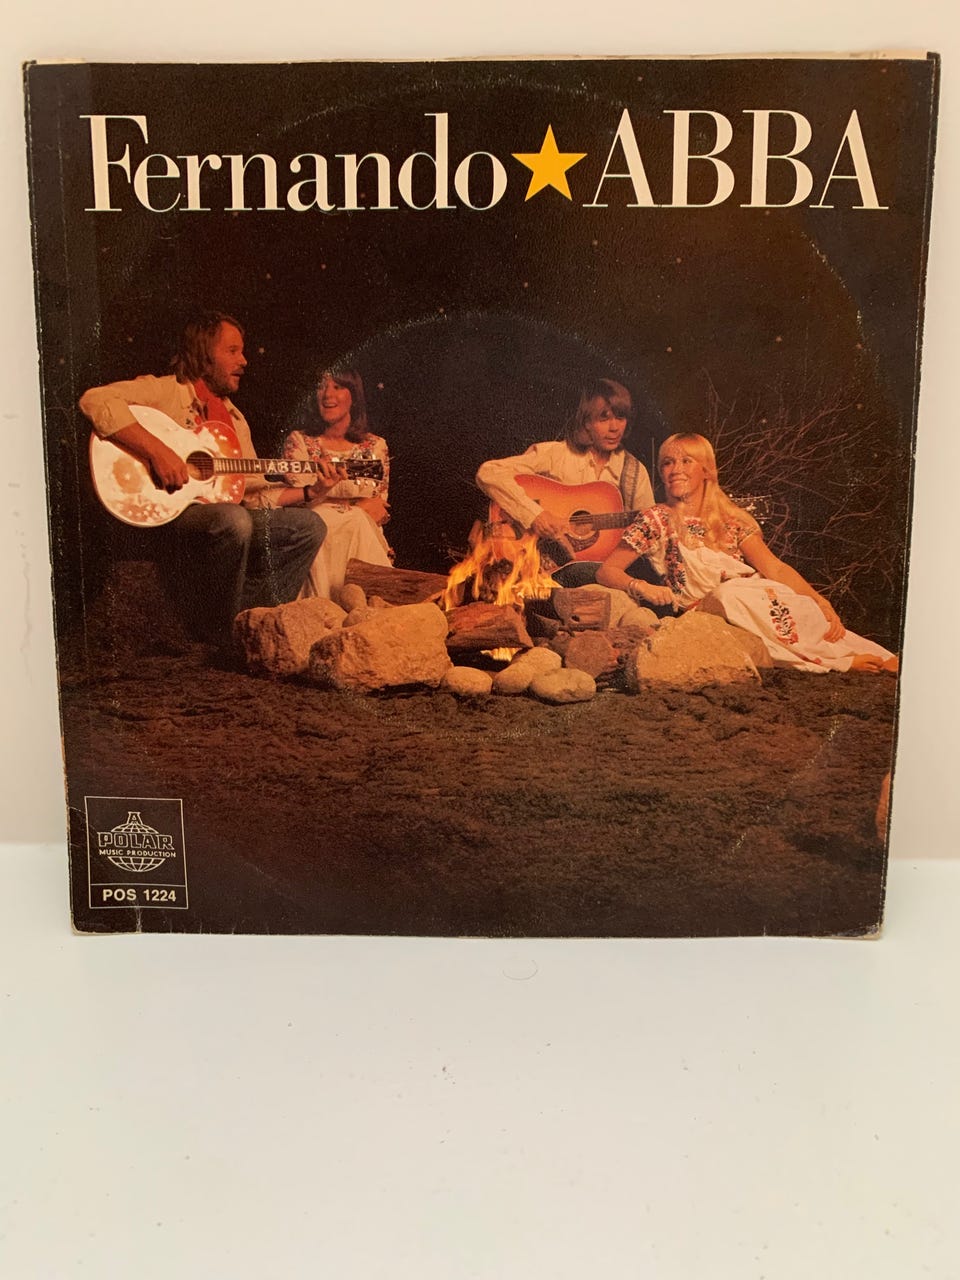 Fernando★ABBA
ABBA
A
POLAR
MUSIC PRODUCTION
POS 1224